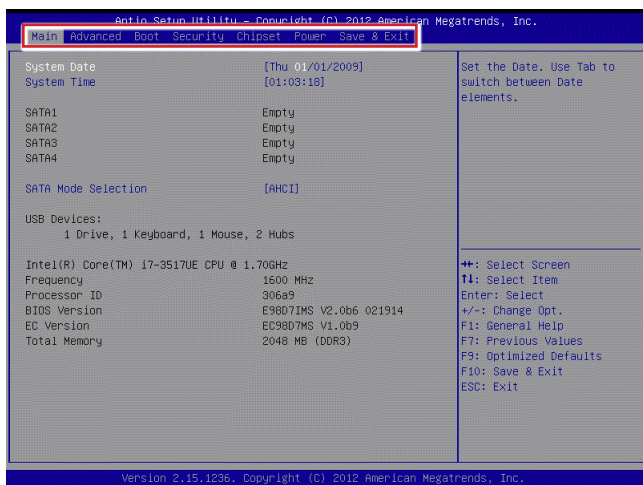 Aptio Setup Utility – Copyright (C) 2012 American Megatrends, Inc.
Main Advanced Boot Security Chipset Power Save & Exit
System Date [Thu 01/01/2009]
System Time [01:03:18]
SATA1 Empty
SATA2 Empty
SATA3 Empty
SATA4 Empty
SATA Mode Selection [AHCI]
USB Devices:
1 Drive, 1 Keyboard, 1 Mouse, 2 Hubs
Intel(R) Core(TM) i7-3517UE CPU @ 1.70GHz
Frequency 1600 MHz
Processor ID 306a9
BIOS Version E98D7IMS V2.0b6 021914
EC Version EC98D7MS V1.0b9
Total Memory 2048 MB (DDR3)
Set the Date. Use Tab to
switch between Date
elements.
→←: Select Screen
↑↓: Select Item
Enter: Select
+/-: Change Opt.
F1: General Help
F7: Previous Values
F9: Optimized Defaults
F10: Save & Exit
ESC: Exit
Version 2.15.1236. Copyright (C) 2012 American Megatrends, Inc.